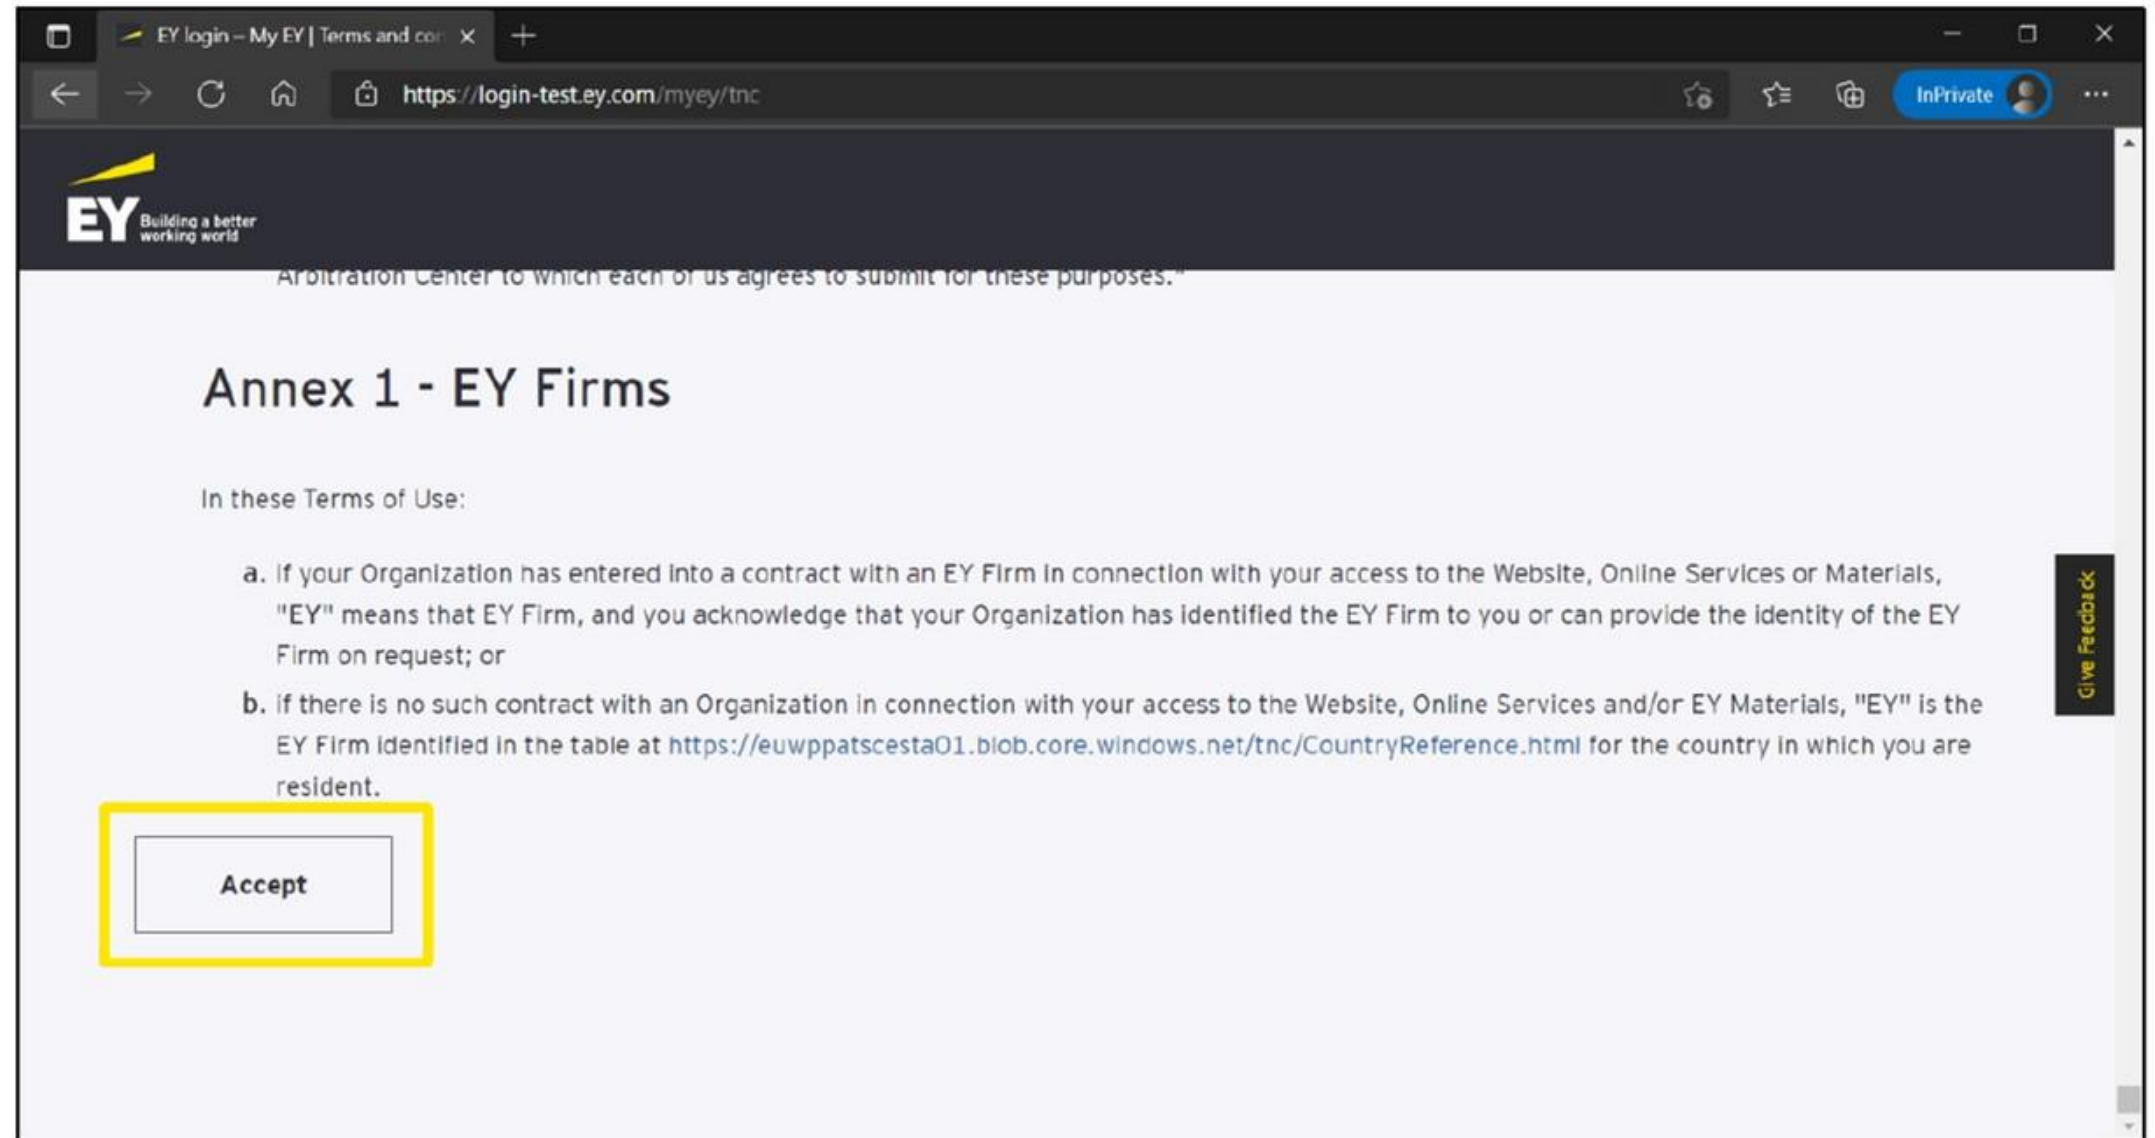 EY login – My EY | Terms and con
https://login-test.ey.com/myey/tnc
InPrivate
EY Building a better
working world
Arbitration Center to which each of us agrees to submit for these purposes."
Annex 1 - EY Firms
In these Terms of Use:
a. If your Organization has entered into a contract with an EY Firm in connection with your access to the Website, Online Services or Materials,
"EY" means that EY Firm, and you acknowledge that your Organization has identified the EY Firm to you or can provide the identity of the EY
Firm on request; or
b. if there is no such contract with an Organization in connection with your access to the Website, Online Services and/or EY Materials, "EY" is the
EY Firm identified in the table at https://euwppatscesta01.blob.core.windows.net/tnc/CountryReference.html for the country in which you are
resident.
Give Feedback
Accept